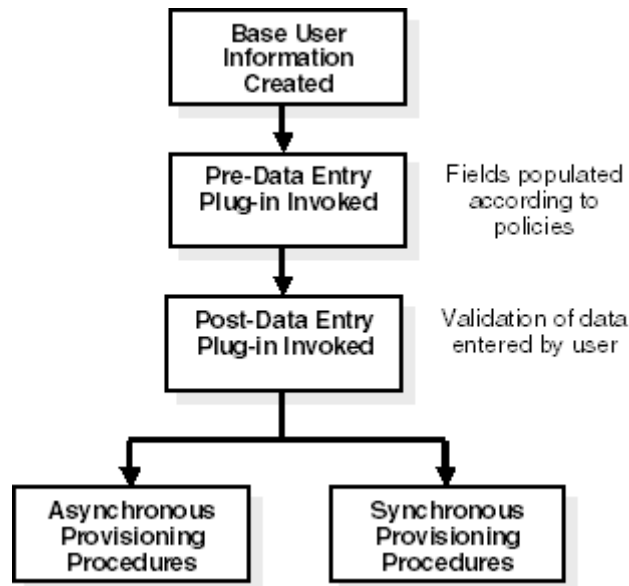 Base User
Information
Created
Pre-Data Entry
Plug-in Invoked
Fields populated
according to
policies
Post-Data Entry
Plug-in Invoked
Validation of data
entered by user
Asynchronous
Provisioning
Procedures
Synchronous
Provisioning
Procedures